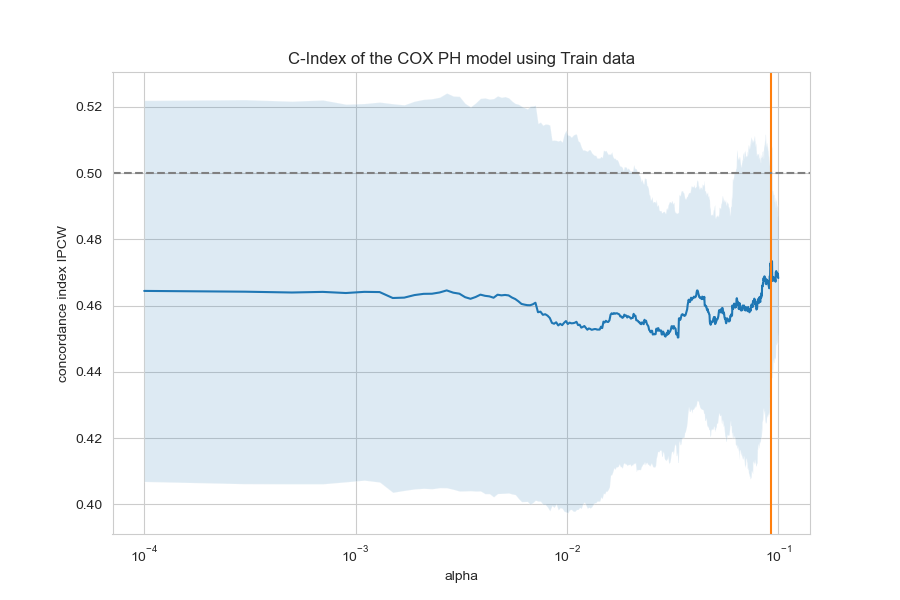 C-Index of the COX PH model using Train data
concordance index IPCW
0.52
0.50
0.48
0.46
0.44
0.42
0.40
10⁻⁴ 10⁻³ 10⁻² 10⁻¹
alpha